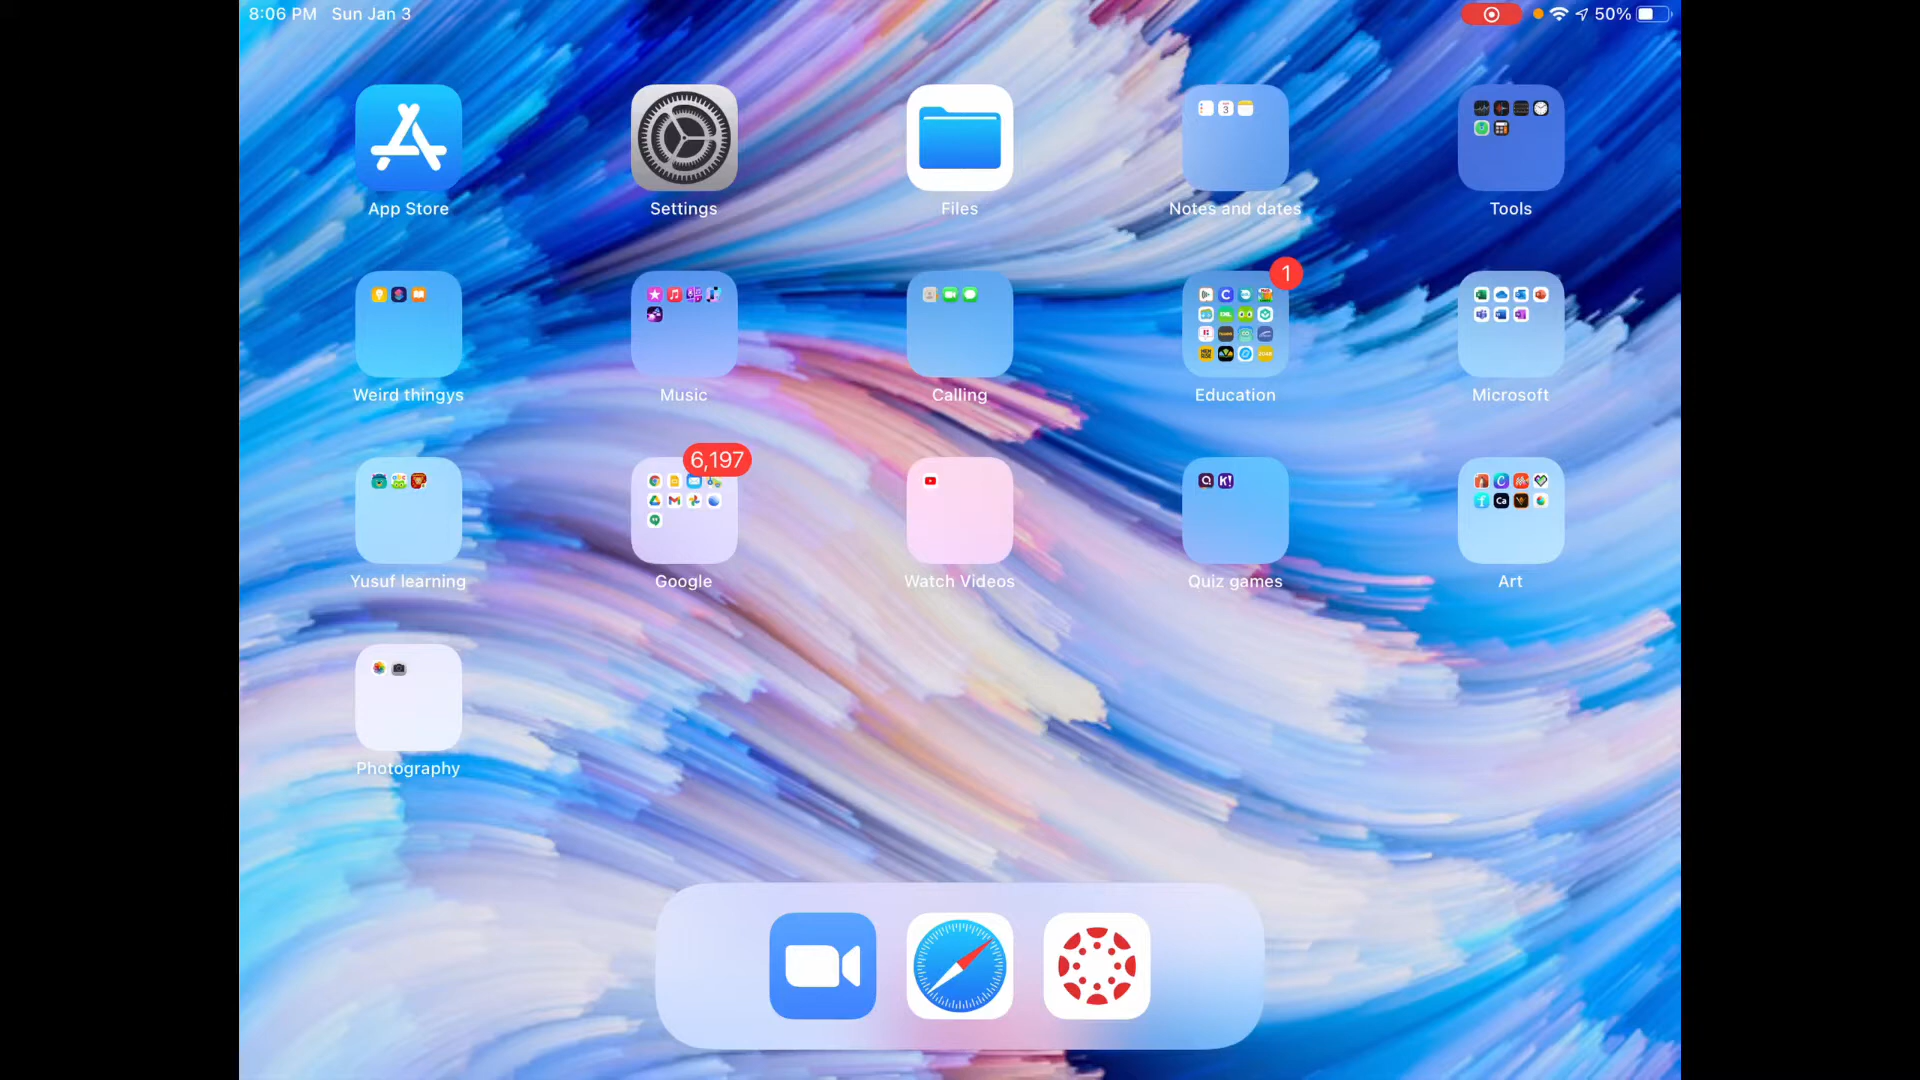 8:06 PM Sun Jan 3 50%
App Store Settings Files Notes and dates Tools
1
Weird thingys Music Calling Education Microsoft
6,197
Yusuf learning Google Watch Videos Quiz games Art
Photography